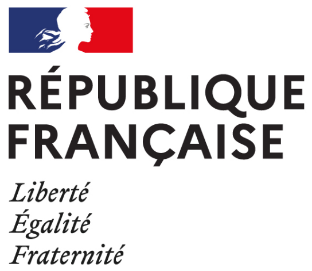 RÉPUBLIQUE
FRANÇAISE
Liberté
Égalité
Fraternité